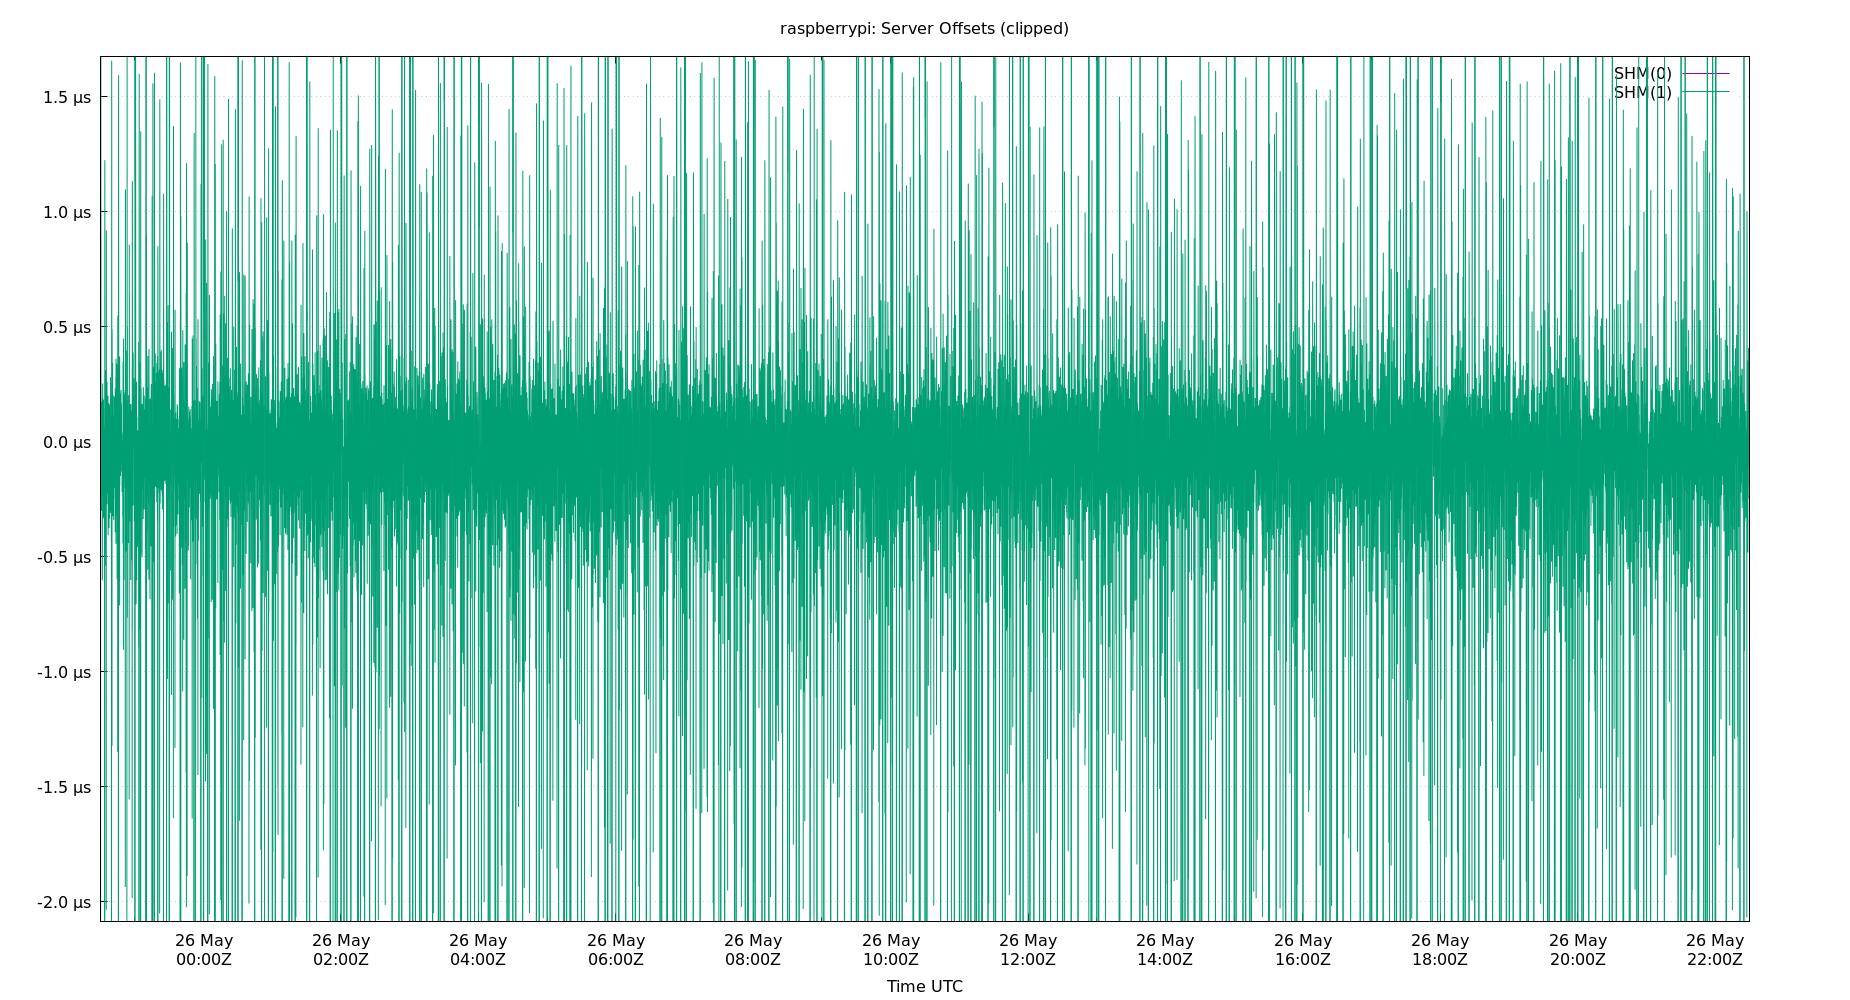 raspberrypi: Server Offsets (clipped)
SHM(0)
SHM(1)
1.5 µs
1.0 µs
0.5 µs
0.0 µs
-0.5 µs
-1.0 µs
-1.5 µs
-2.0 µs
26 May 26 May 26 May 26 May 26 May 26 May 26 May 26 May 26 May 26 May 26 May 26 May
00:00Z 02:00Z 04:00Z 06:00Z 08:00Z 10:00Z 12:00Z 14:00Z 16:00Z 18:00Z 20:00Z 22:00Z
Time UTC